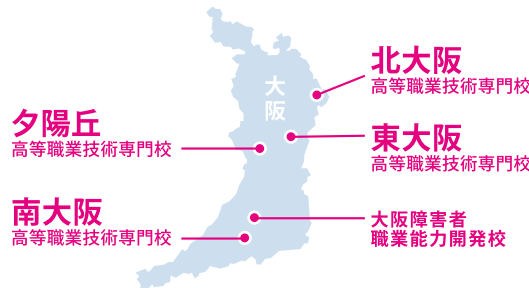 大
阪
北大阪
高等職業技術専門校
夕陽丘
高等職業技術専門校
東大阪
高等職業技術専門校
南大阪
高等職業技術専門校
大阪障害者
職業能力開発校